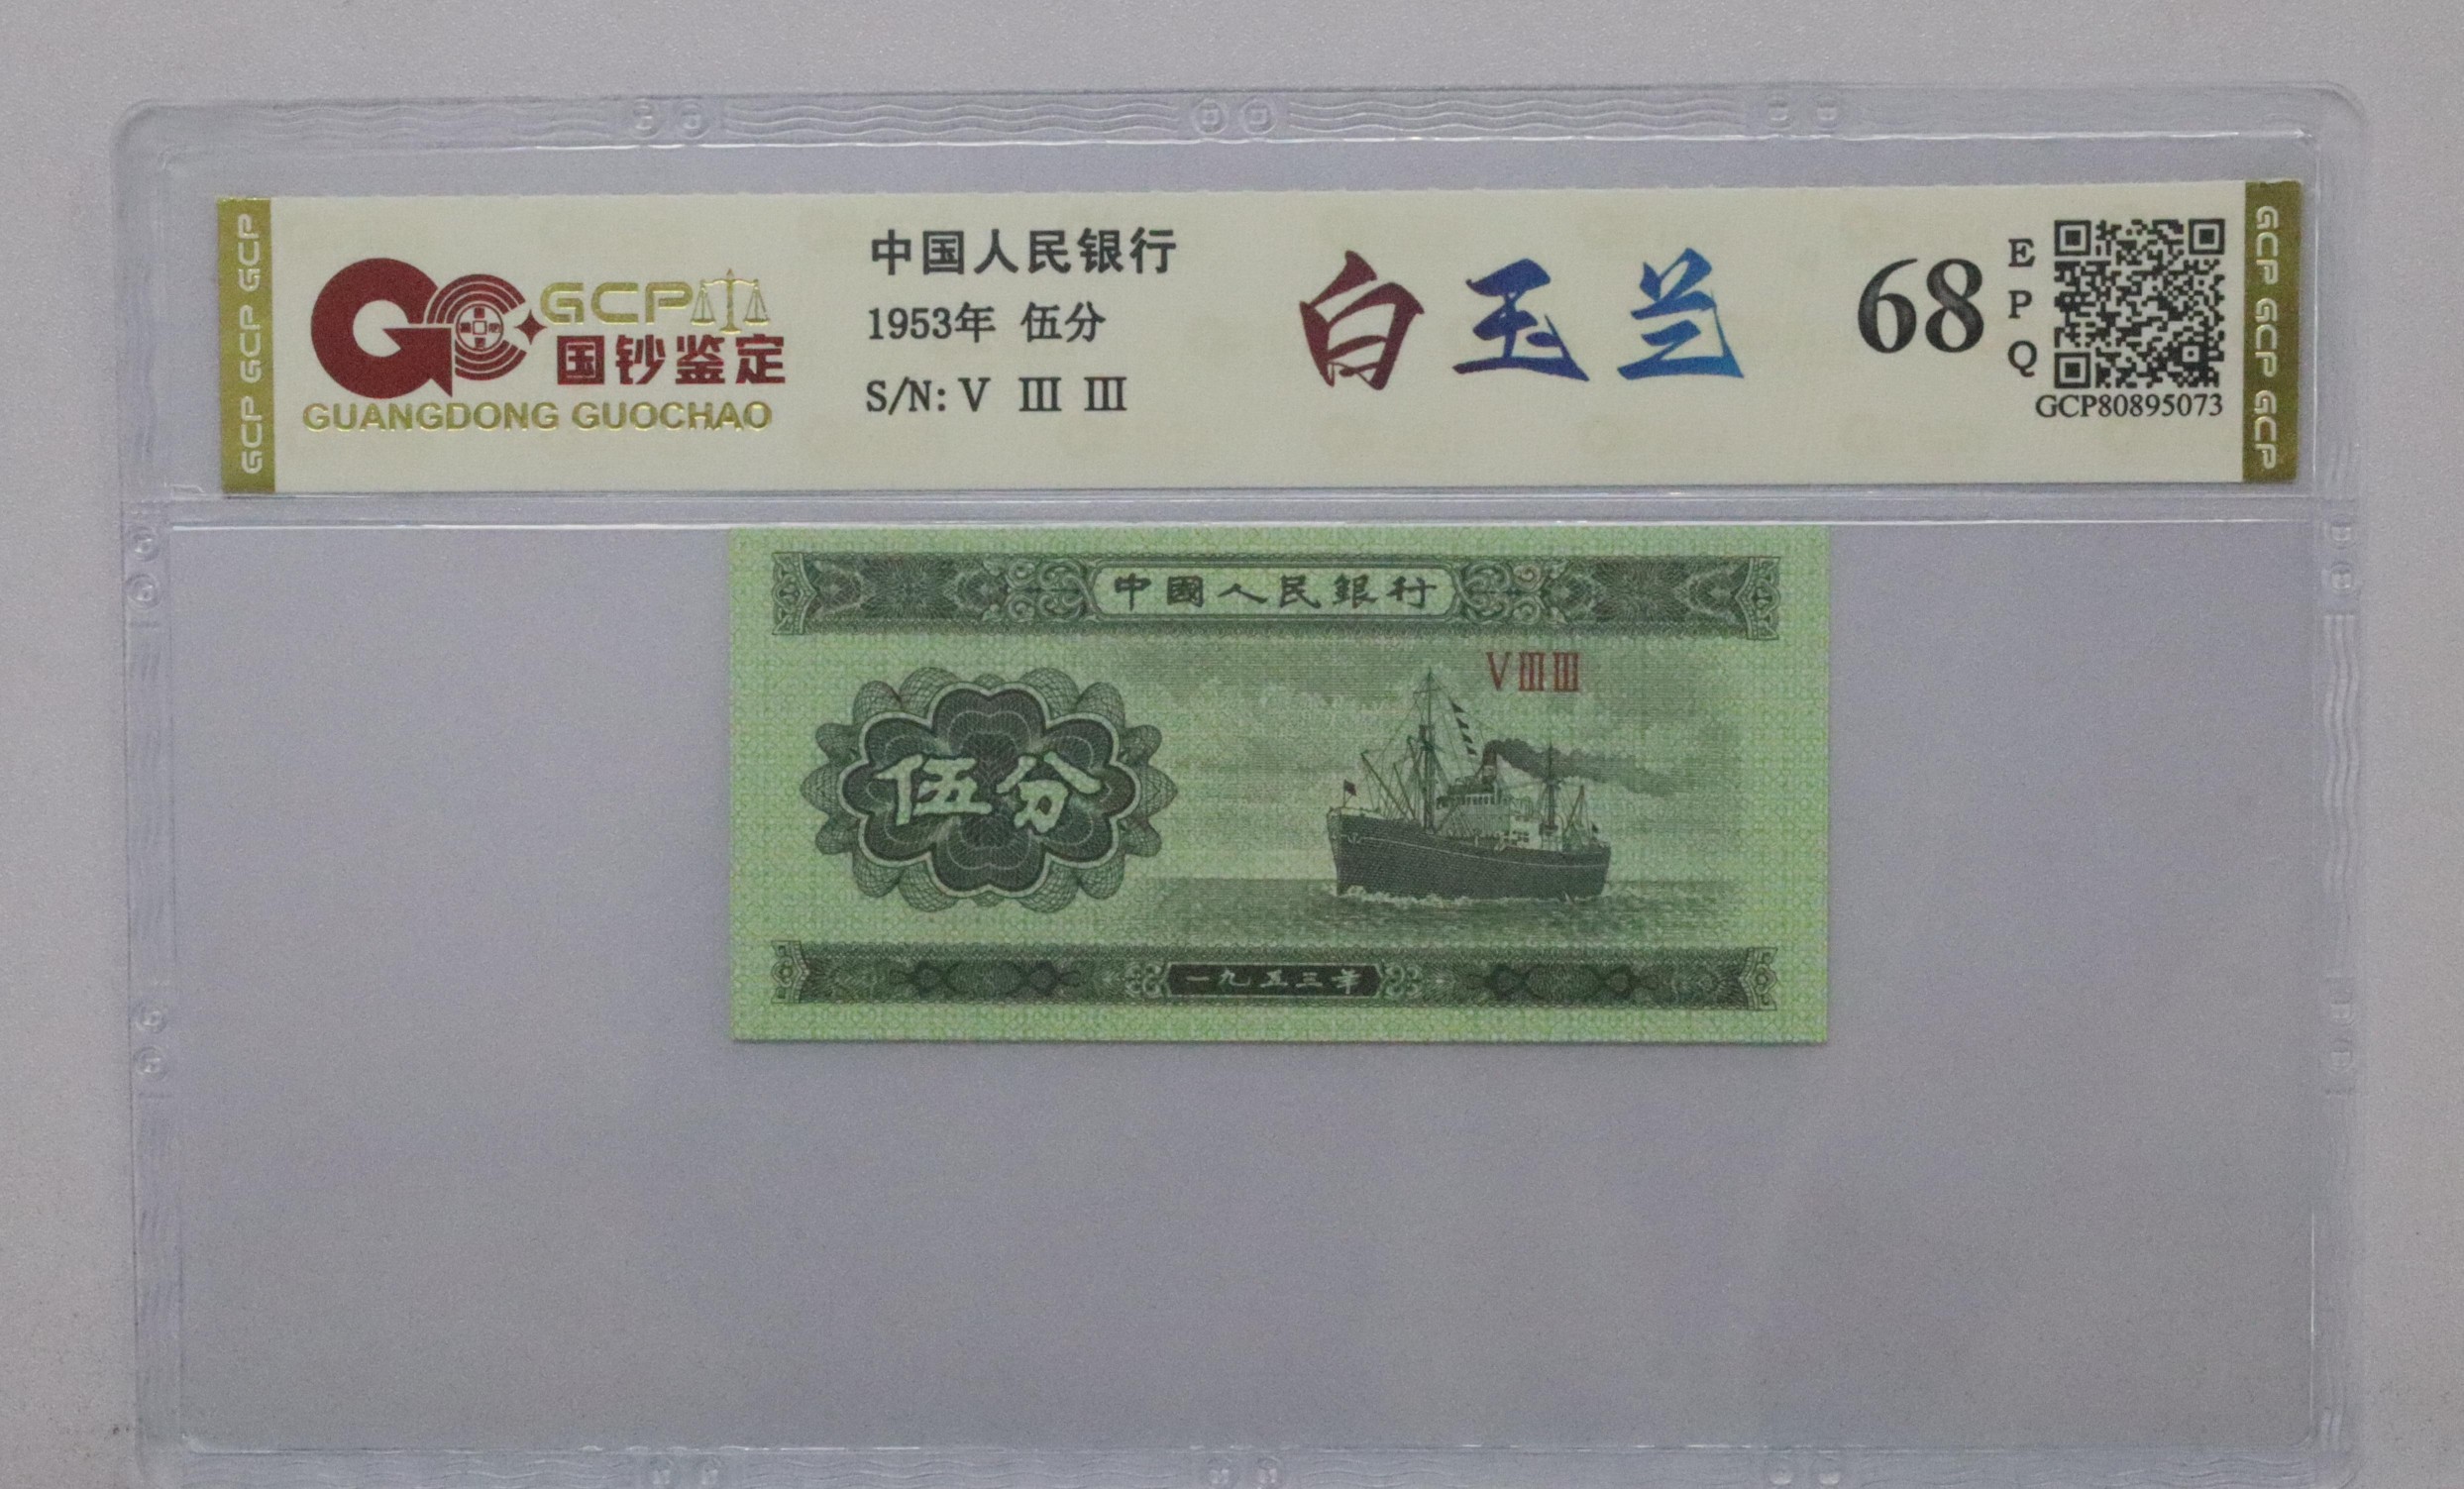 GCP GCP GCP
GCP
国钞鉴定
GUANGDONG GUOCHAO
中国人民银行
1953年 伍分
S/N: V III III
白玉兰
68
E
P
Q
GCP80895073
GCP GCP GCP
中國人民銀行
V III III
伍分
一九五三年